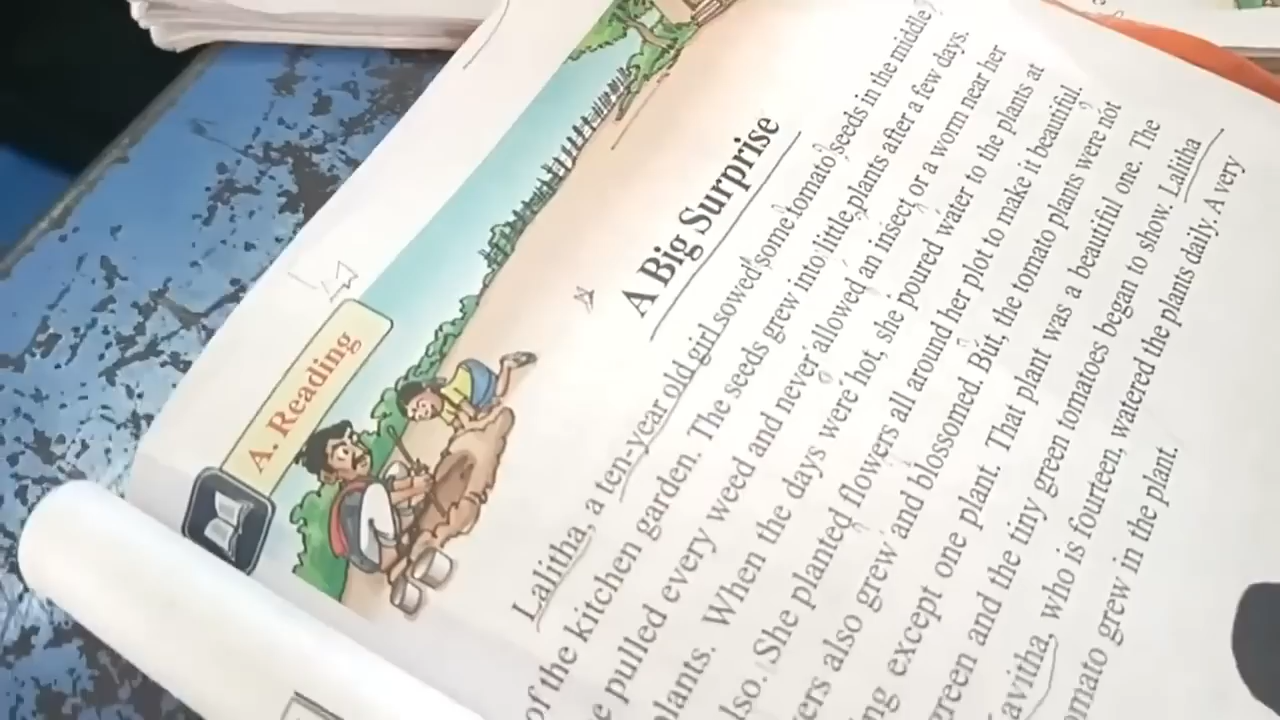 A. Reading
A Big Surprise
Lalitha, a ten-year old girl sowed some tomato seeds in the middle
of the kitchen garden. The seeds grew into little plants after a few days.
pulled every weed and never allowed an insect or a worm near her
plants. When the days were hot, she poured water to the plants at
She planted flowers all around her plot to make it beautiful.
also grew and blossomed. But, the tomato plants were not
except one plant. That plant was a beautiful one. The
green and the tiny green tomatoes began to show. Lalitha
who is fourteen, watered the plants daily. A very
grew in the plant.